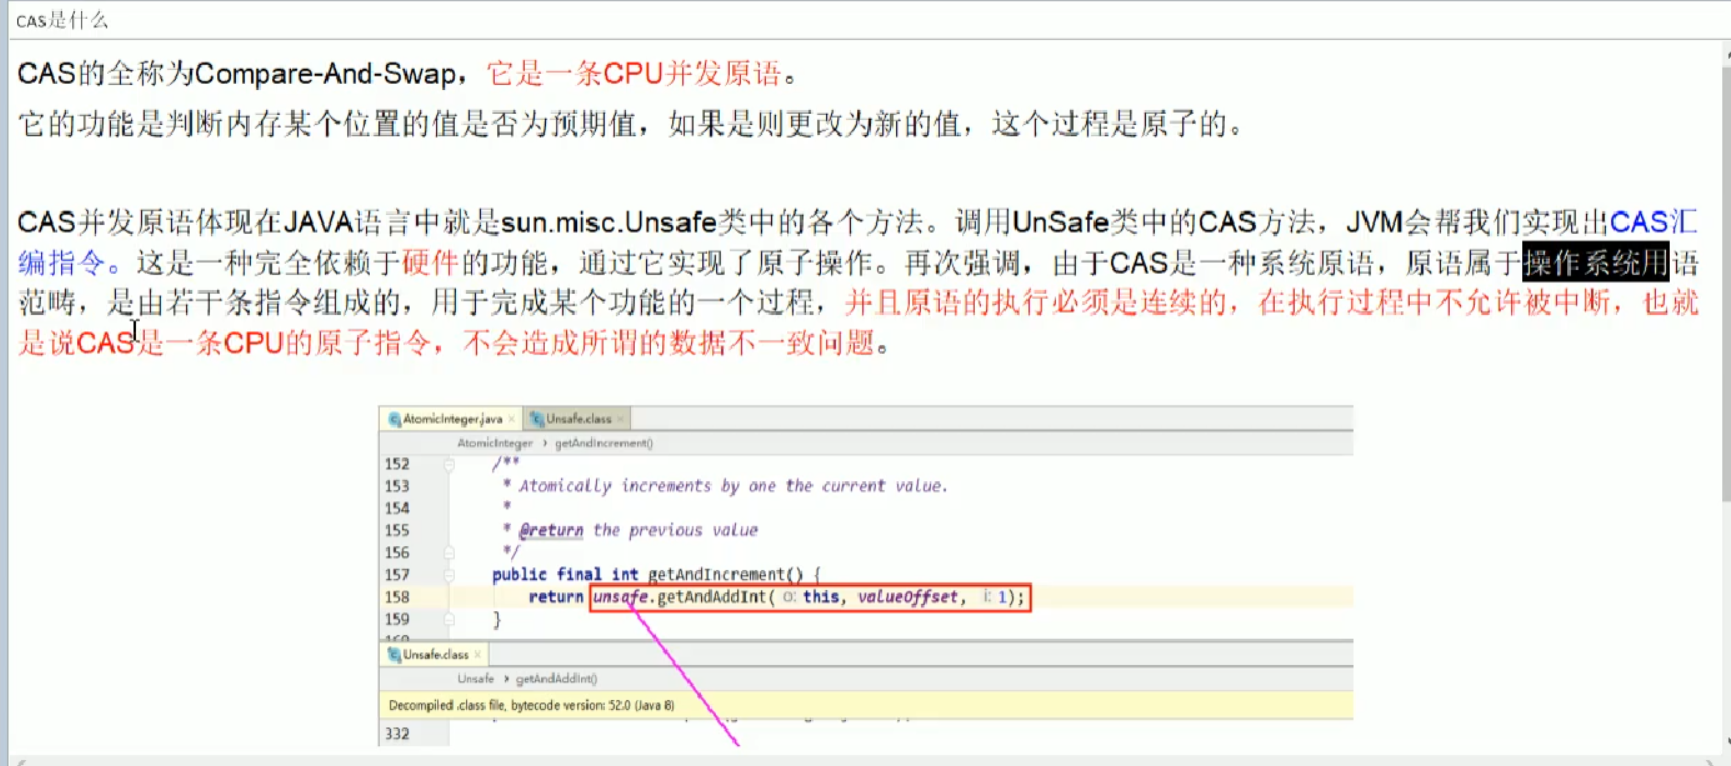 CAS是什么
CAS的全称为Compare-And-Swap，它是一条CPU并发原语。
它的功能是判断内存某个位置的值是否为预期值，如果是则更改为新的值，这个过程是原子的。
CAS并发原语体现在JAVA语言中就是sun.misc.Unsafe类中的各个方法。调用UnSafe类中的CAS方法，JVM会帮我们实现出CAS汇
编指令。这是一种完全依赖于硬件的功能，通过它实现了原子操作。再次强调，由于CAS是一种系统原语，原语属于操作系统用语
范畴，是由若干条指令组成的，用于完成某个功能的一个过程，并且原语的执行必须是连续的，在执行过程中不允许被中断，也就
是说CAS是一条CPU的原子指令，不会造成所谓的数据不一致问题。
AtomicInteger.java × Unsafe.class ×
AtomicInteger › getAndIncrement()
152 /**
153 * Atomically increments by one the current value.
154 *
155 * @return the previous value
156 */
157 public final int getAndIncrement() {
158 return unsafe.getAndAddInt( o: this, valueOffset, i: 1);
159 }
Unsafe.class ×
Unsafe › getAndAddInt()
Decompiled .class file, bytecode version: 52.0 (Java 8)
332